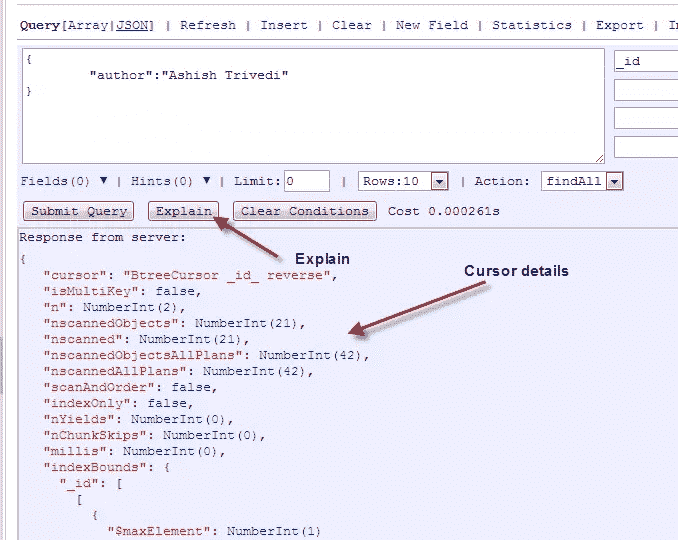 Query[Array|JSON] | Refresh | Insert | Clear | New Field | Statistics | Export |
{
"author":"Ashish Trivedi"
}
_id
Fields(0) ▼ | Hints(0) ▼ | Limit: 0 | Rows:10 | Action: findAll
Submit Query Explain Clear Conditions Cost 0.000261s
Response from server:
Explain
Cursor details
{
"cursor": "BtreeCursor _id_ reverse",
"isMultiKey": false,
"n": NumberInt(2),
"nscannedObjects": NumberInt(21),
"nscanned": NumberInt(21),
"nscannedObjectsAllPlans": NumberInt(42),
"nscannedAllPlans": NumberInt(42),
"scanAndOrder": false,
"indexOnly": false,
"nYields": NumberInt(0),
"nChunkSkips": NumberInt(0),
"millis": NumberInt(0),
"indexBounds": {
"_id": [
[
{
"$maxElement": NumberInt(1)